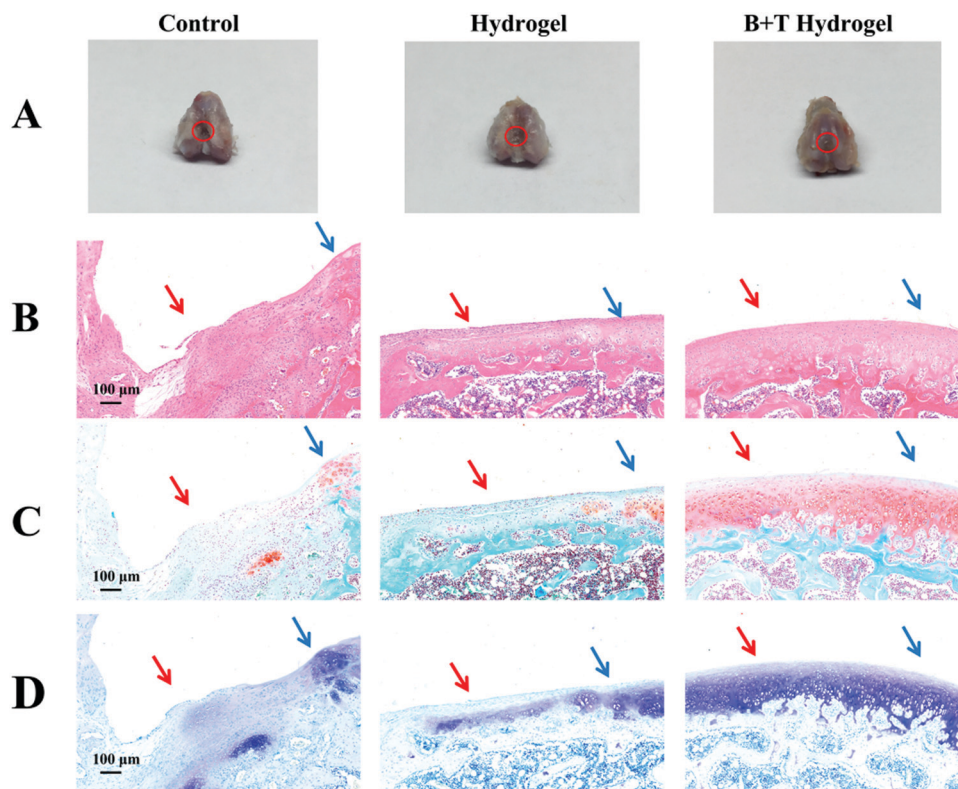 Control Hydrogel B+T Hydrogel
A
B
100 μm
C
100 μm
D
100 μm